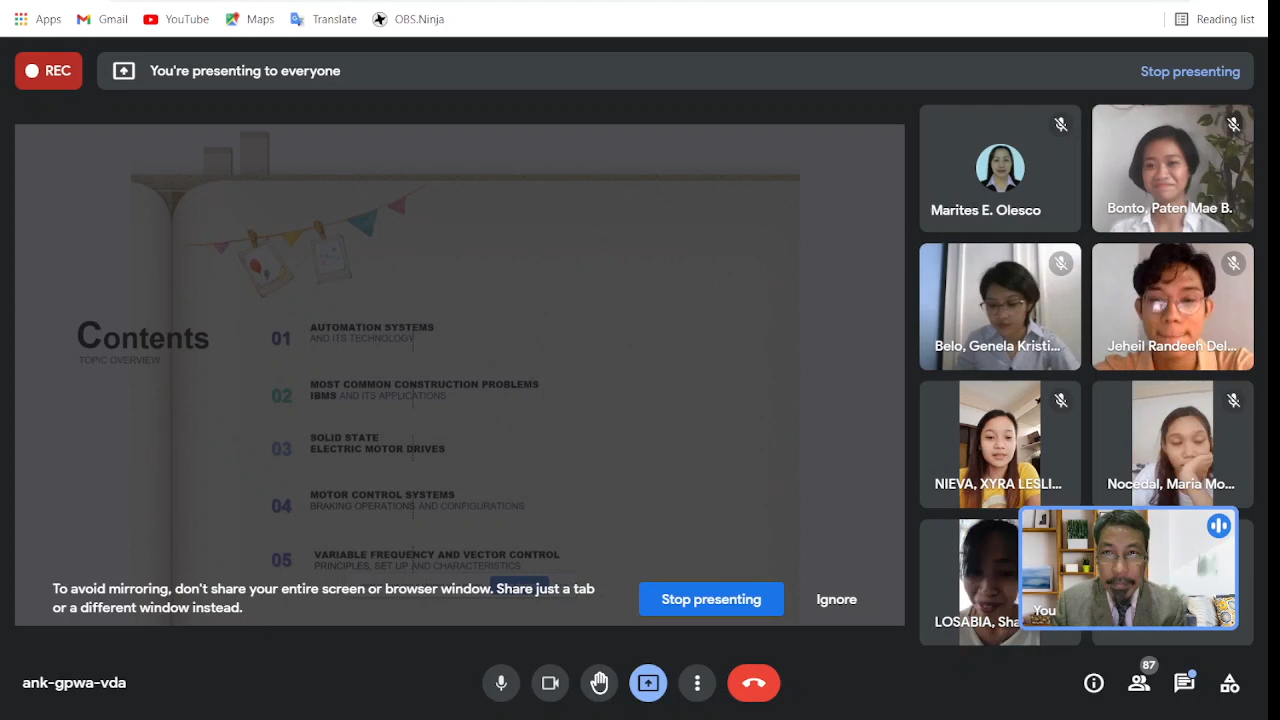 Apps Gmail YouTube Maps Translate OBS.Ninja Reading list
REC You're presenting to everyone Stop presenting
Contents
TOPIC OVERVIEW
01 AUTOMATION SYSTEMS
AND ITS TECHNOLOGY
02 MOST COMMON CONSTRUCTION PROBLEMS
IBMS AND ITS APPLICATIONS
03 SOLID STATE
ELECTRIC MOTOR DRIVES
04 MOTOR CONTROL SYSTEMS
BRAKING OPERATIONS AND CONFIGURATIONS
05 VARIABLE FREQUENCY AND VECTOR CONTROL
PRINCIPLES, SET UP AND CHARACTERISTICS
To avoid mirroring, don't share your entire screen or browser window. Share just a tab
or a different window instead.
Stop presenting Ignore
Marites E. Olesco
Bonto, Paten Mae B.
Belo, Genela Kristi...
Jeheil Randeeh Del...
NIEVA, XYRA LESLI...
Nocedal, Maria Mo...
LOSABIA, Sha
You
ank-gpwa-vda
87